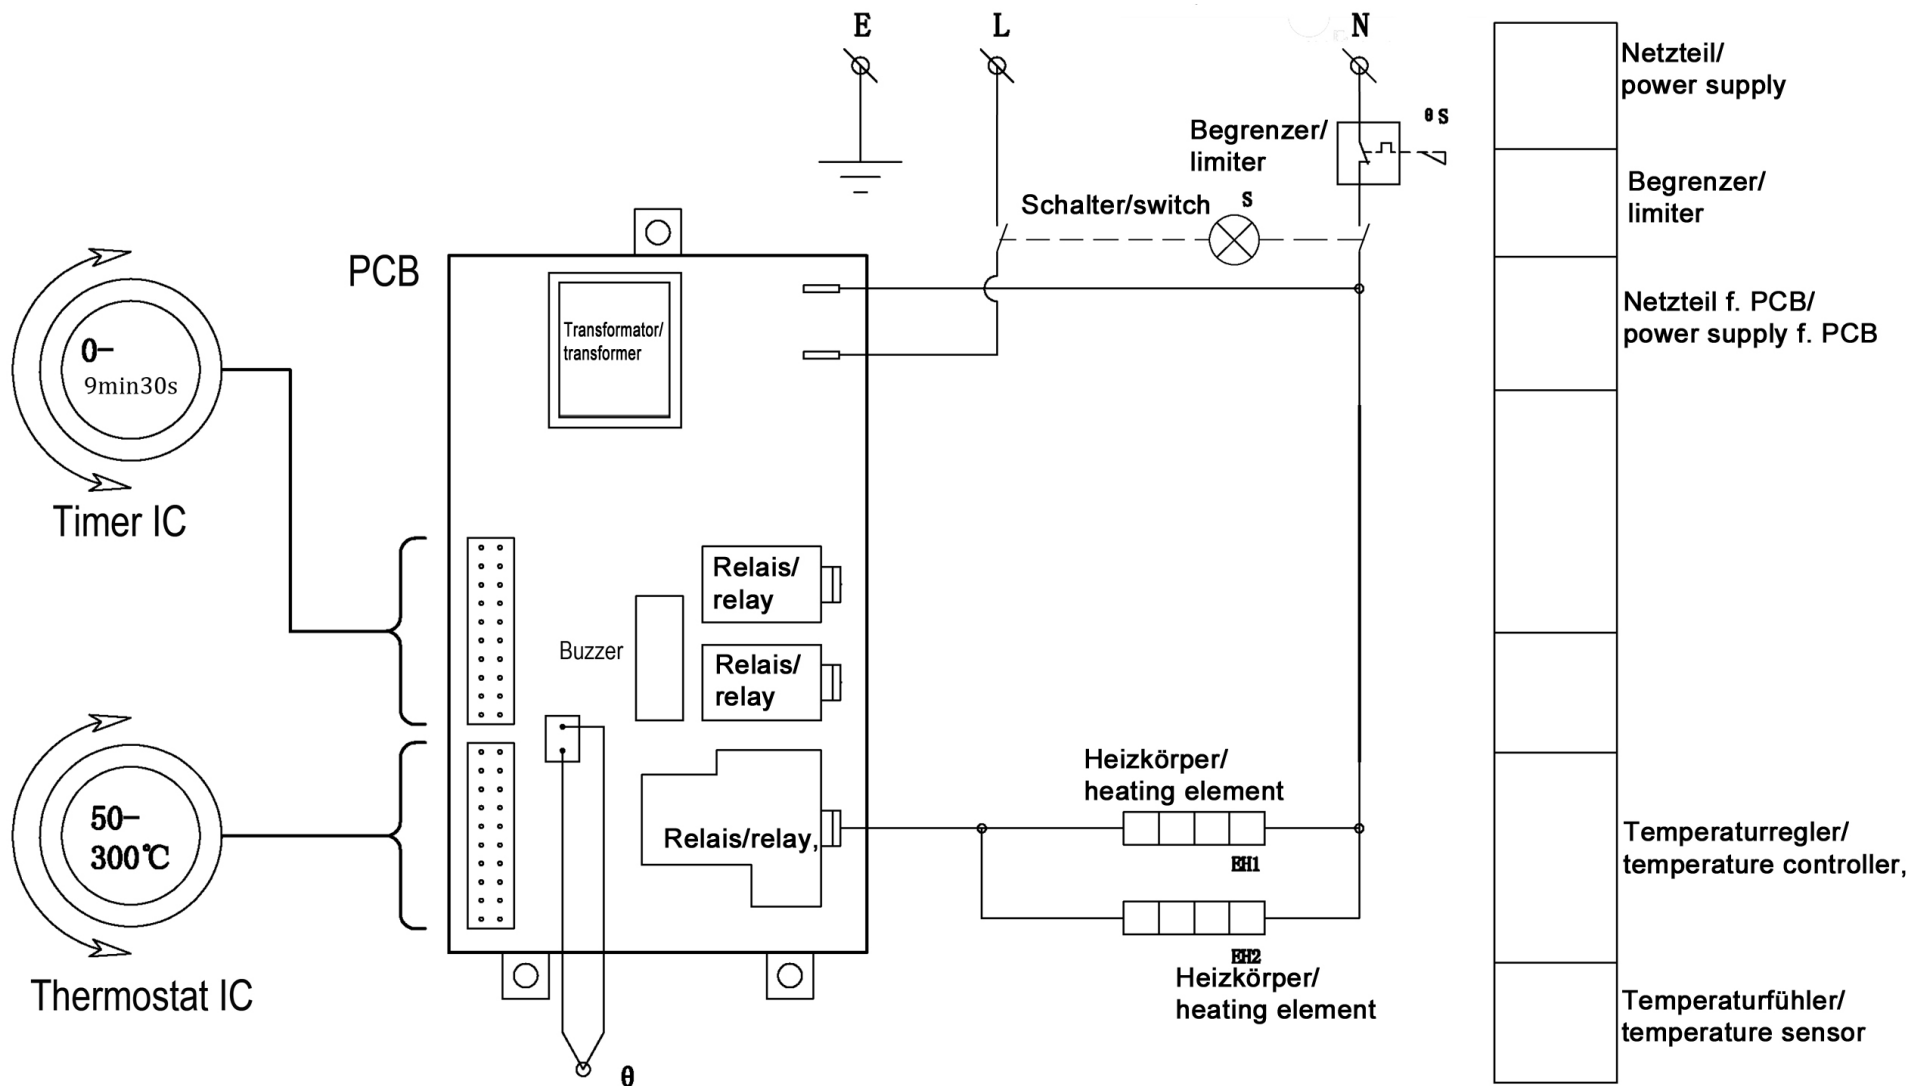 E
L
N
Netzteil/
power supply
θ S
Begrenzer/
limiter
Begrenzer/
limiter
Schalter/switch
S
PCB
Transformator/
transformer
Netzteil f. PCB/
power supply f. PCB
0-
9min30s
Timer IC
Relais/
relay
Buzzer
Relais/
relay
Heizkörper/
heating element
50-
300℃
Relais/relay,
EH1
Temperaturregler/
temperature controller,
EH2
Heizkörper/
heating element
Thermostat IC
Temperaturfühler/
temperature sensor
θ